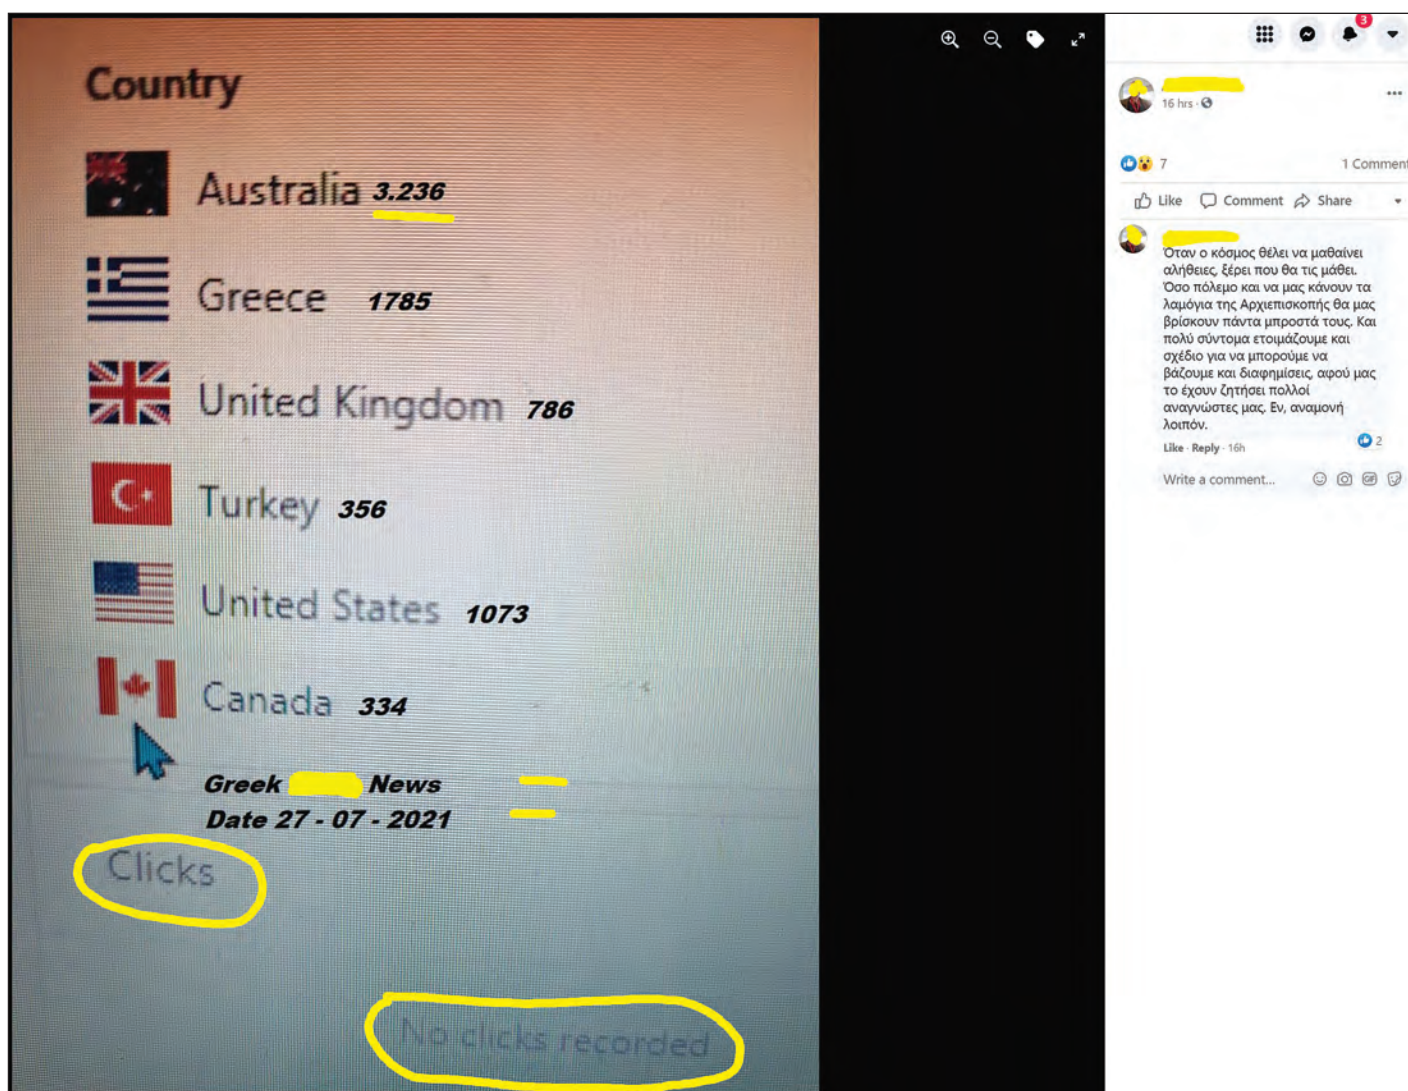 Country
Australia 3.236
Greece 1785
United Kingdom 786
Turkey 356
United States 1073
Canada 334
Greek News
Date 27 - 07 - 2021
Clicks
No clicks recorded
3
16 hrs ·
7 1 Comment
Like Comment Share
Όταν ο κόσμος θέλει να μαθαίνει
αλήθειες, ξέρει που θα τις μάθει.
Όσο πόλεμο και να μας κάνουν τα
λαμόγια της Αρχιεπισκοπής θα μας
βρίσκουν πάντα μπροστά τους. Και
πολύ σύντομα ετοιμάζουμε και
σχέδιο για να μπορούμε να
βάζουμε και διαφημίσεις, αφού μας
το έχουν ζητήσει πολλοί
αναγνώστες μας. Εν, αναμονή
λοιπόν.
Like · Reply · 16h 2
Write a comment... GIF